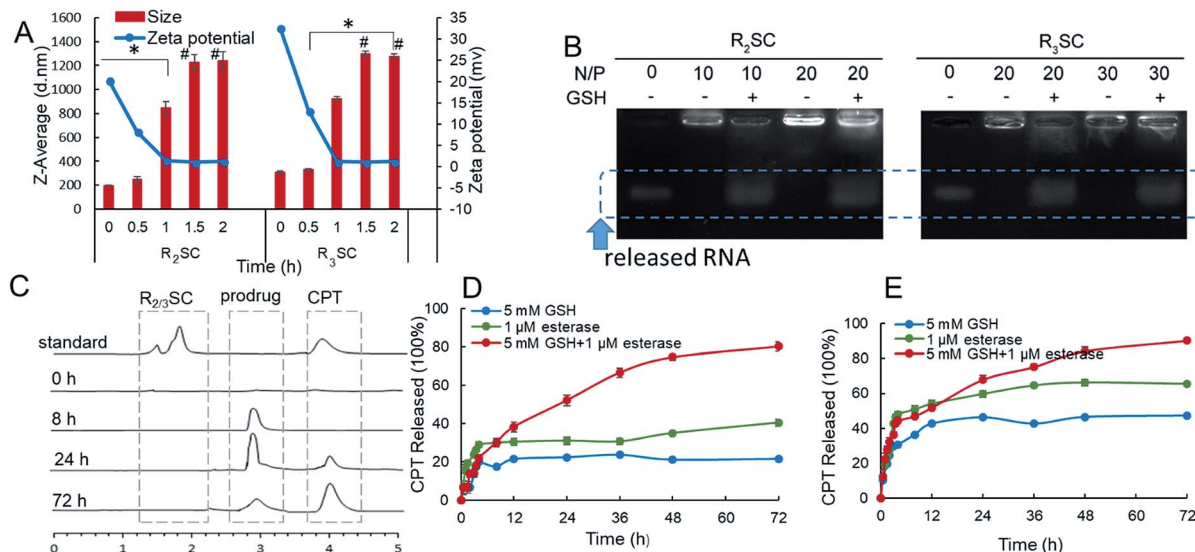 A
Size
Zeta potential
Z-Average (d.nm)
1600
1400
1200
1000
800
600
400
200
0
*
# #
*
#
#
35
30
25
20
15
10
5
0
-5
-10
Zeta potential (mv)
0 0.5 1 1.5 2 0 0.5 1 1.5 2
R2SC R3SC
Time (h)
B
R2SC R3SC
N/P 0 10 10 20 20 0 20 20 30 30
GSH - - + - + - - + - +
released RNA
C
R2/3SC prodrug CPT
standard
0 h
8 h
24 h
72 h
0 1 2 3 4 5
D
5 mM GSH
1 µM esterase
5 mM GSH+1 µM esterase
CPT Released (100%)
100
80
60
40
20
0
0 12 24 36 48 60 72
Time (h)
E
5 mM GSH
1 µM esterase
5 mM GSH+1 µM esterase
CPT Released (100%)
100
80
60
40
20
0
0 12 24 36 48 60 72
Time (h)